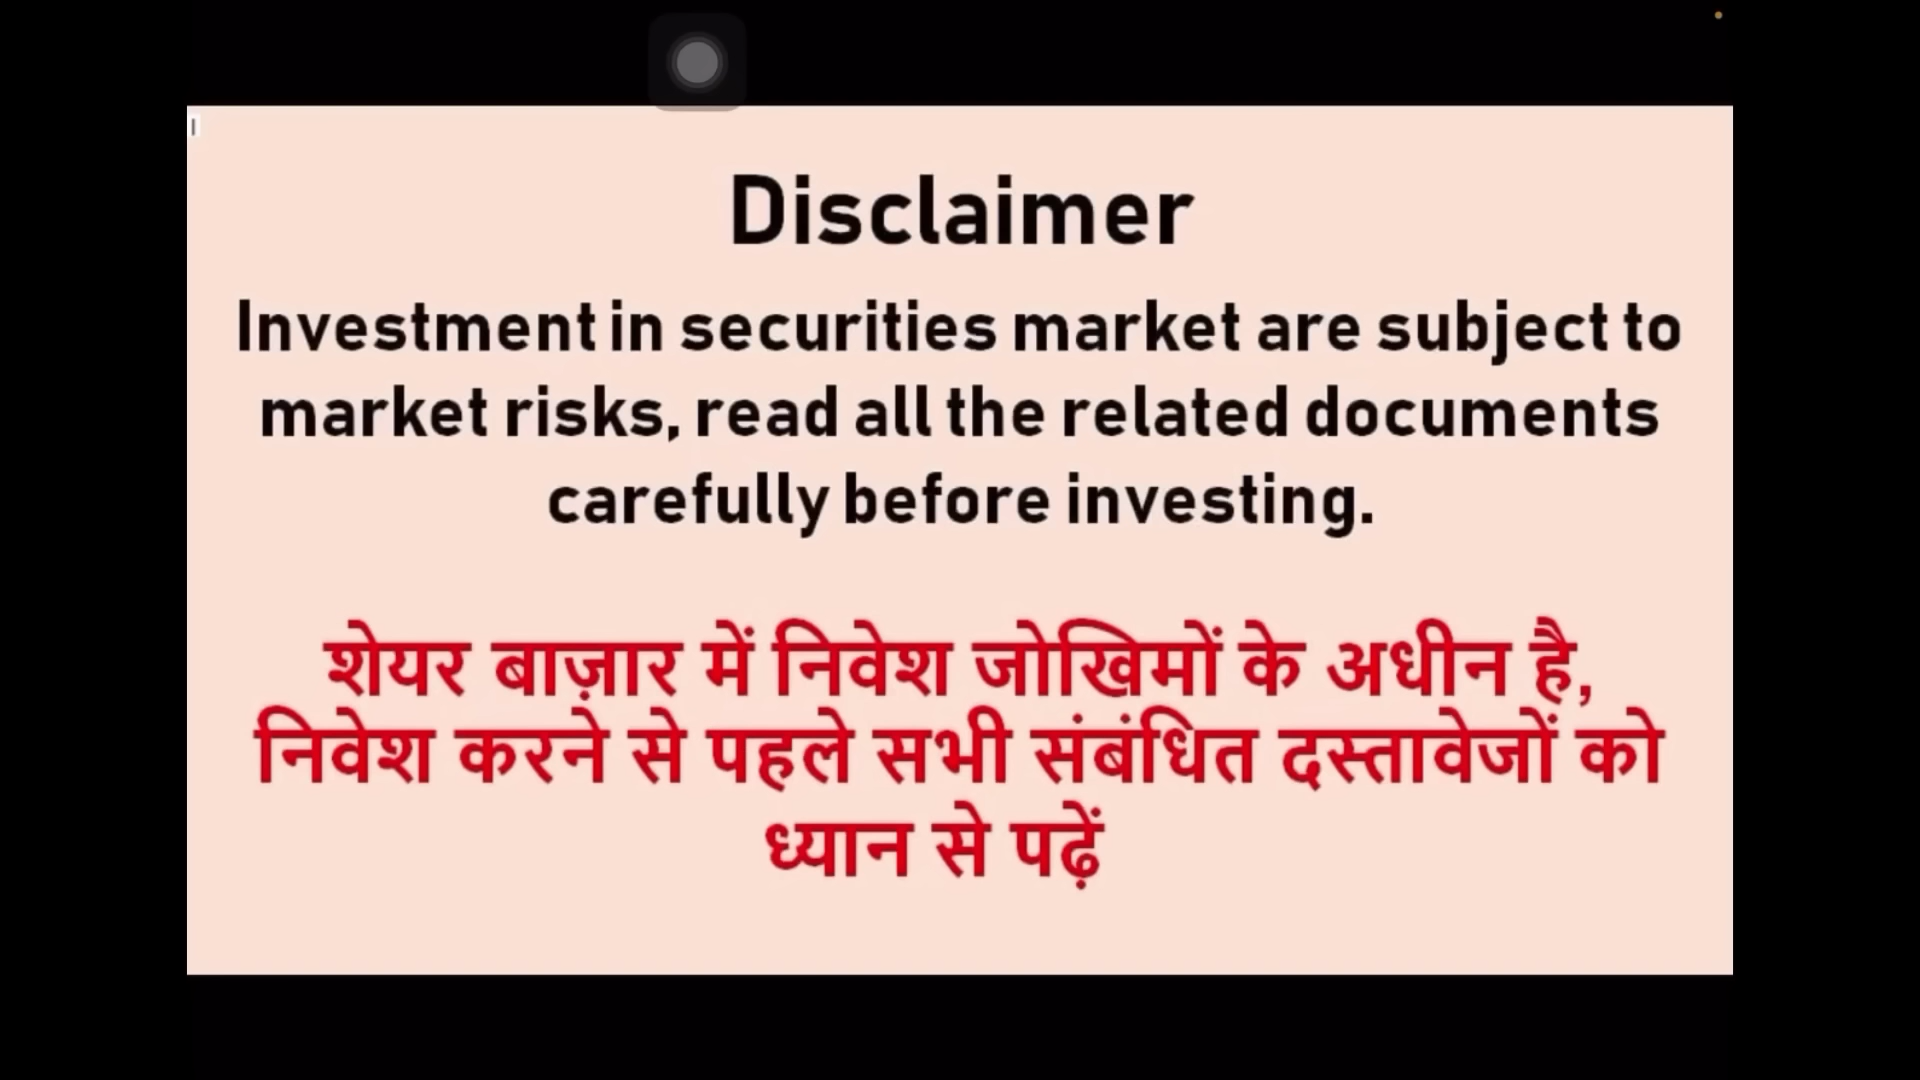 Disclaimer
Investment in securities market are subject to
market risks, read all the related documents
carefully before investing.
शेयर बाज़ार में निवेश जोखिमों के अधीन है,
निवेश करने से पहले सभी संबंधित दस्तावेजों को
ध्यान से पढ़ें